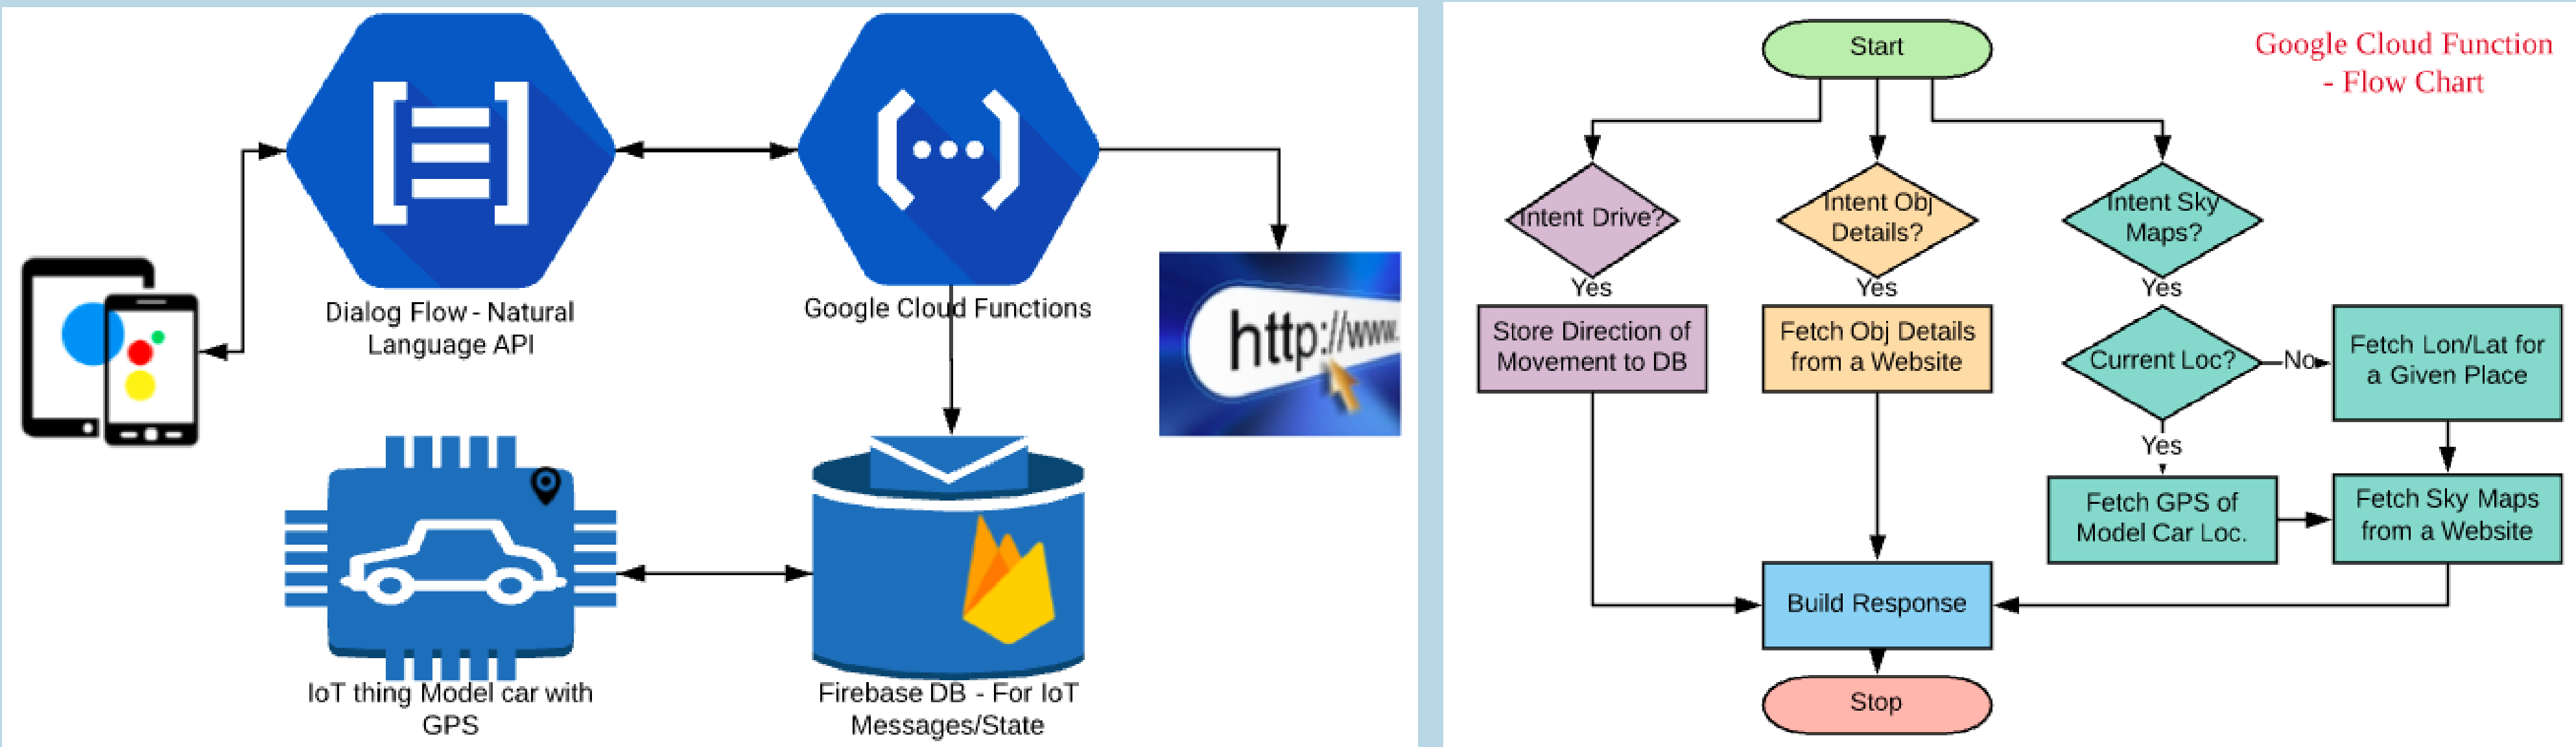 Dialog Flow - Natural
Language API
Google Cloud Functions
http://www.
IoT thing Model car with
GPS
Firebase DB - For IoT
Messages/State
Google Cloud Function
- Flow Chart
Start
Intent Drive?
Intent Obj
Details?
Intent Sky
Maps?
Yes
Yes
Yes
Store Direction of
Movement to DB
Fetch Obj Details
from a Website
Current Loc?
No
Fetch Lon/Lat for
a Given Place
Yes
Fetch GPS of
Model Car Loc.
Fetch Sky Maps
from a Website
Build Response
Stop